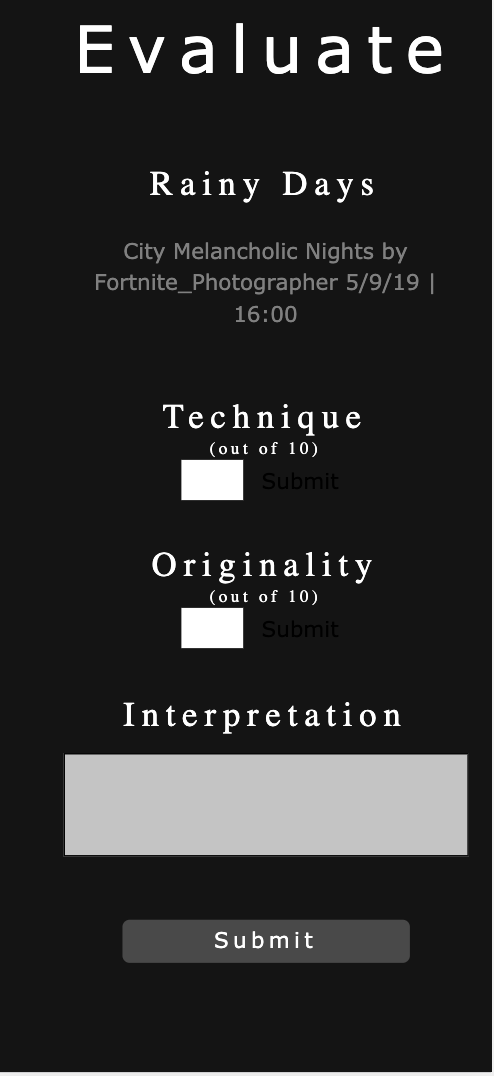 Evaluate
Rainy Days
City Melancholic Nights by
Fortnite_Photographer 5/9/19 |
16:00
Technique
(out of 10)
Submit
Originality
(out of 10)
Submit
Interpretation
Submit